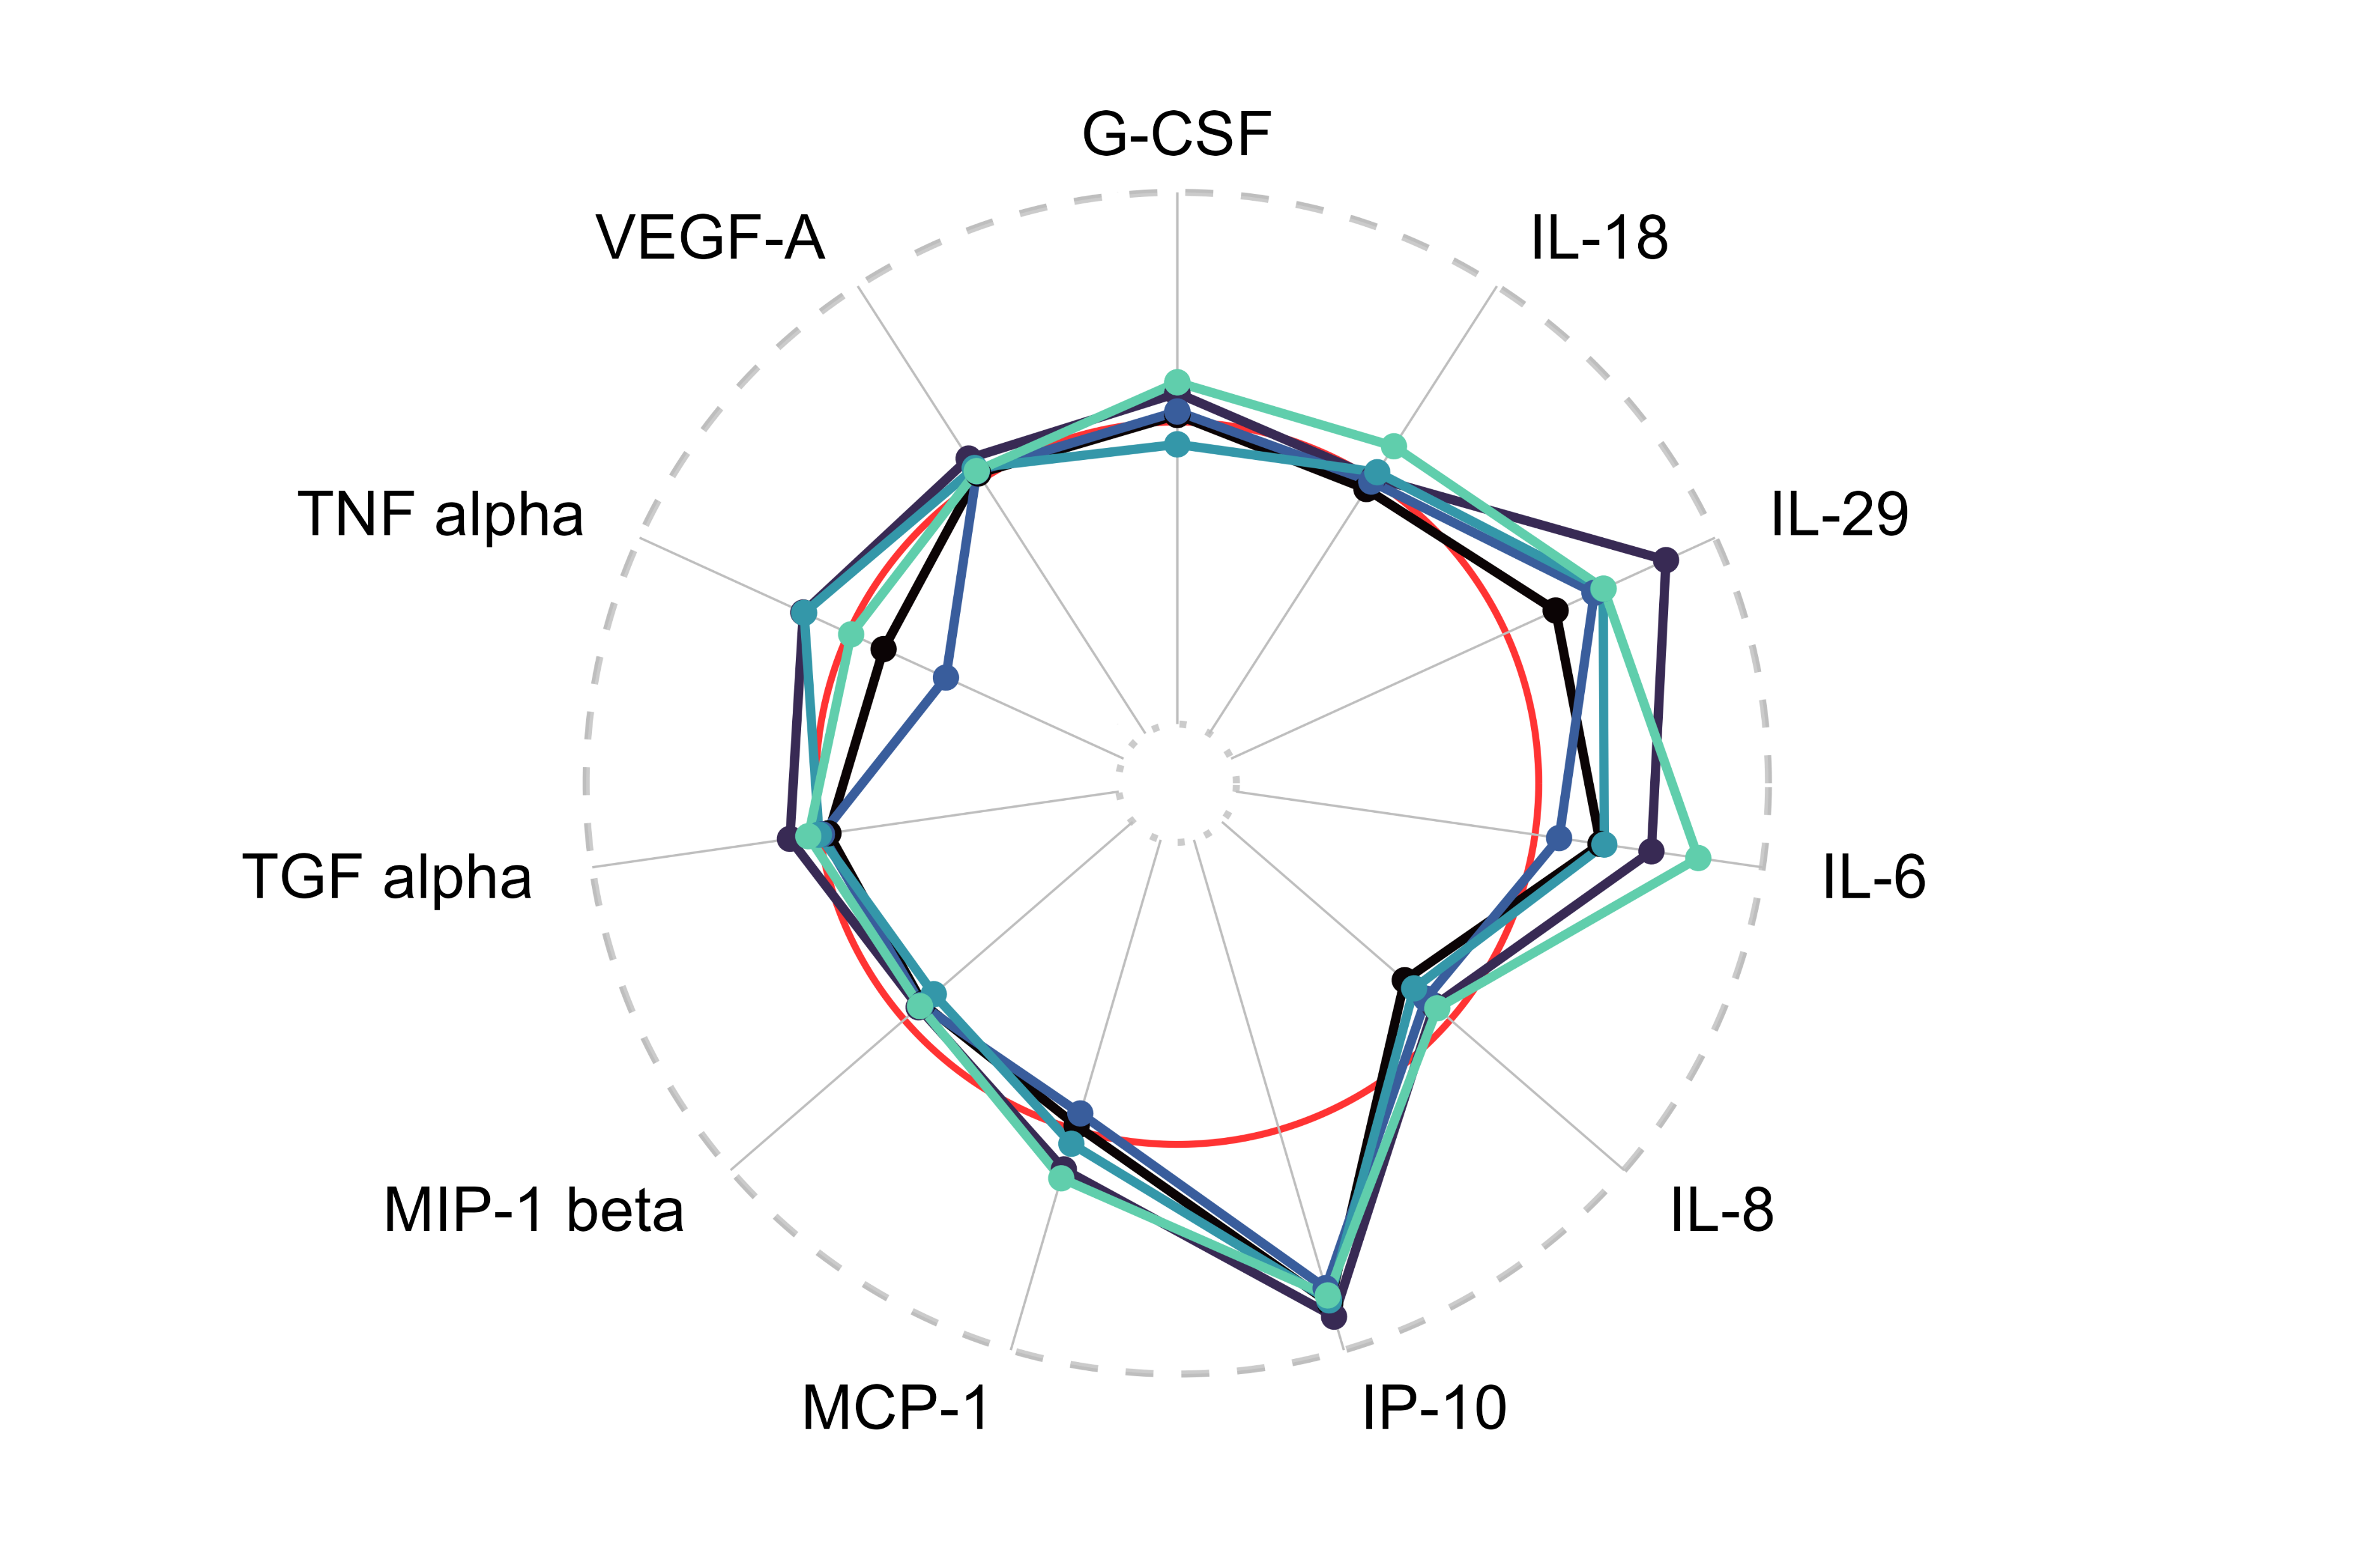 G-CSF
VEGF-A
IL-18
TNF alpha
IL-29
TGF alpha
IL-6
MIP-1 beta
IL-8
MCP-1
IP-10